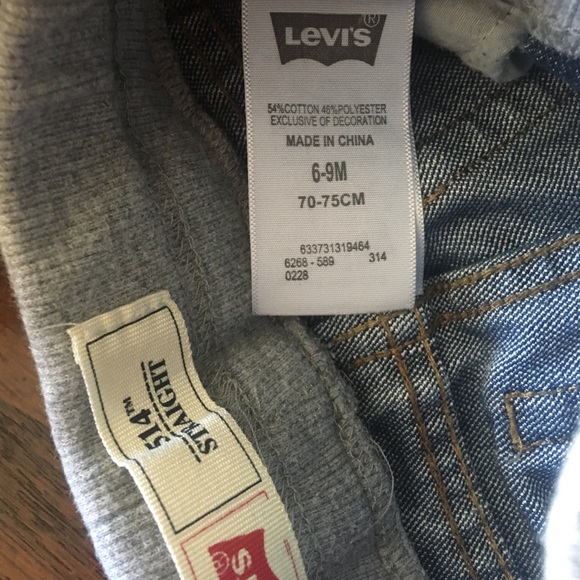 LEVI'S®
54%COTTON 46%POLYESTER
EXCLUSIVE OF DECORATION
MADE IN CHINA
6-9M
70-75CM
633731319464
6268 - 589 314
0228
514™
STRAIGHT